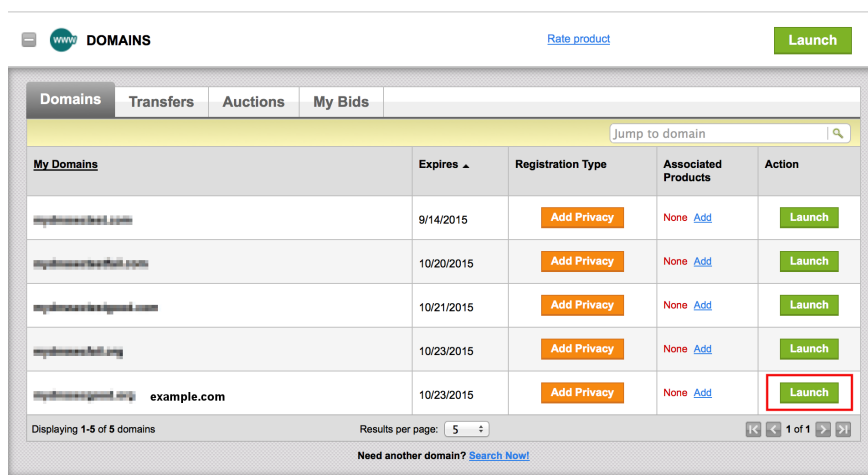 www DOMAINS Rate product Launch
Domains Transfers Auctions My Bids
Jump to domain
My Domains Expires Registration Type Associated Products Action
9/14/2015 Add Privacy None Add Launch
10/20/2015 Add Privacy None Add Launch
10/21/2015 Add Privacy None Add Launch
10/23/2015 Add Privacy None Add Launch
example.com 10/23/2015 Add Privacy None Add Launch
Displaying 1-5 of 5 domains Results per page: 5 1 of 1
Need another domain? Search Now!